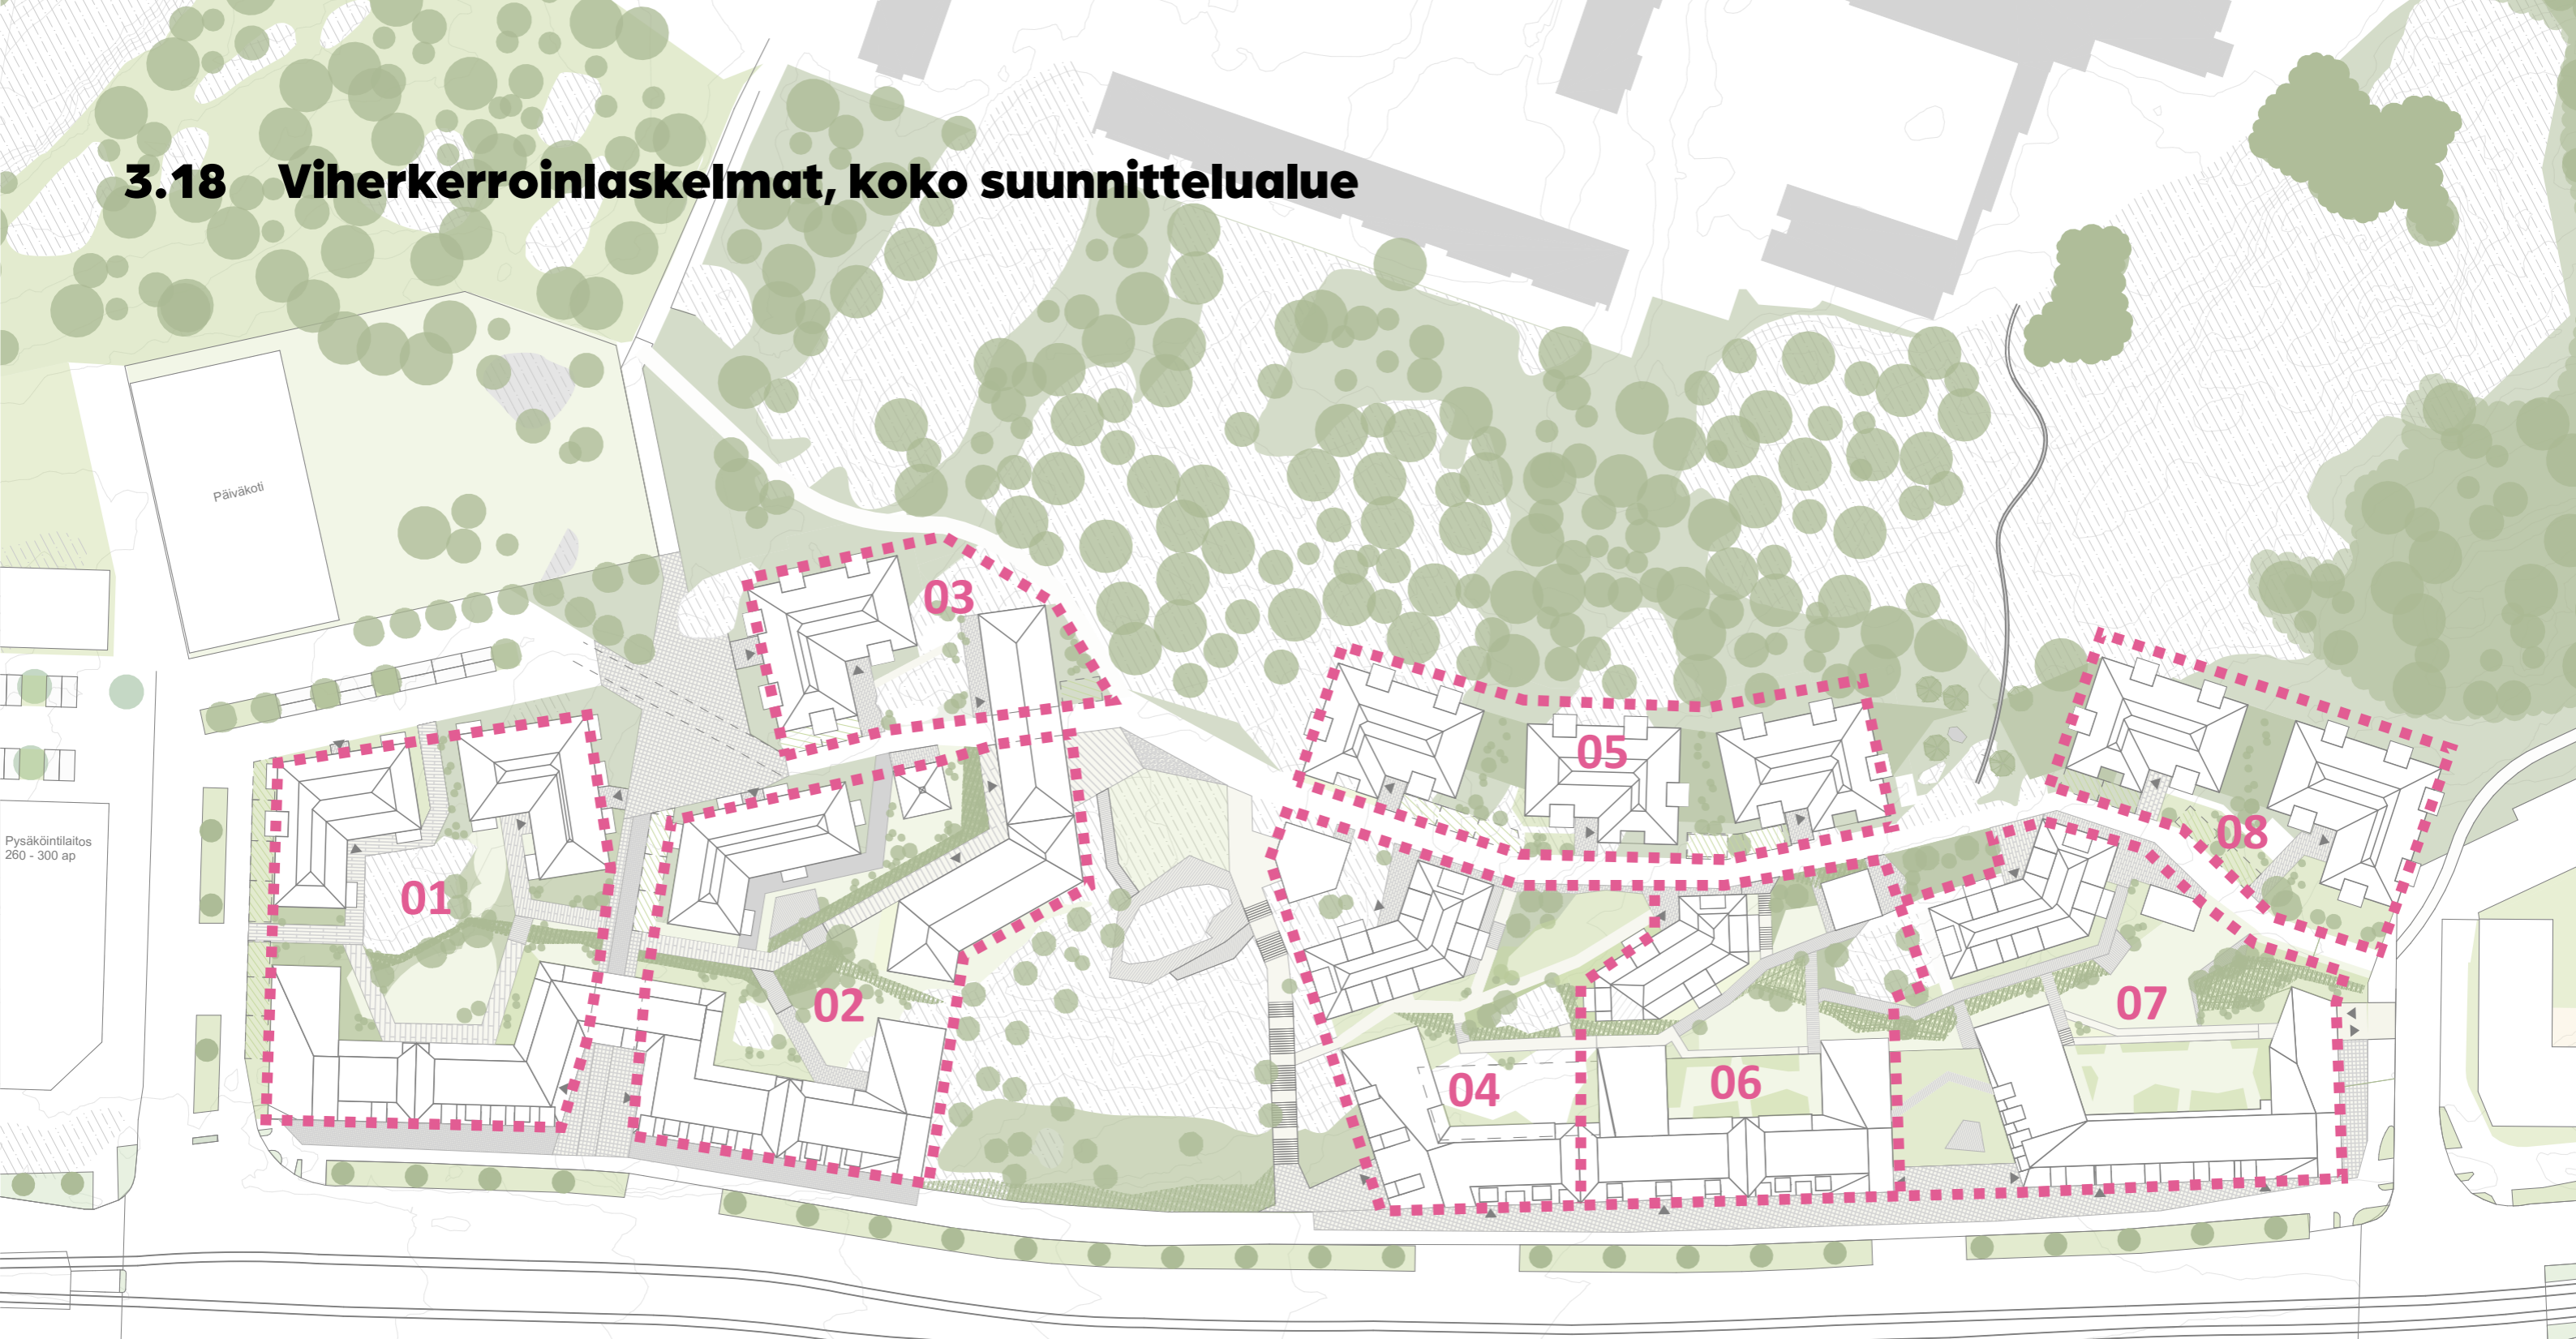 3.18 Viherkerroinlaskelmat, koko suunnittelualue
Päiväkoti
03
05
08
Pysäköintilaitos
260 - 300 ap
01
02
07
04
06